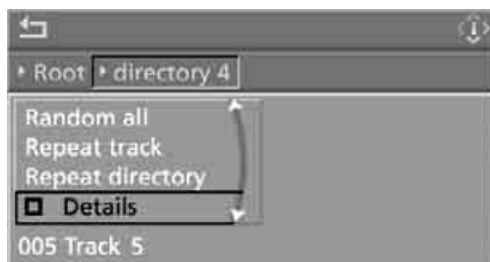 Root directory 4
Random all
Repeat track
Repeat directory
Details
005 Track 5